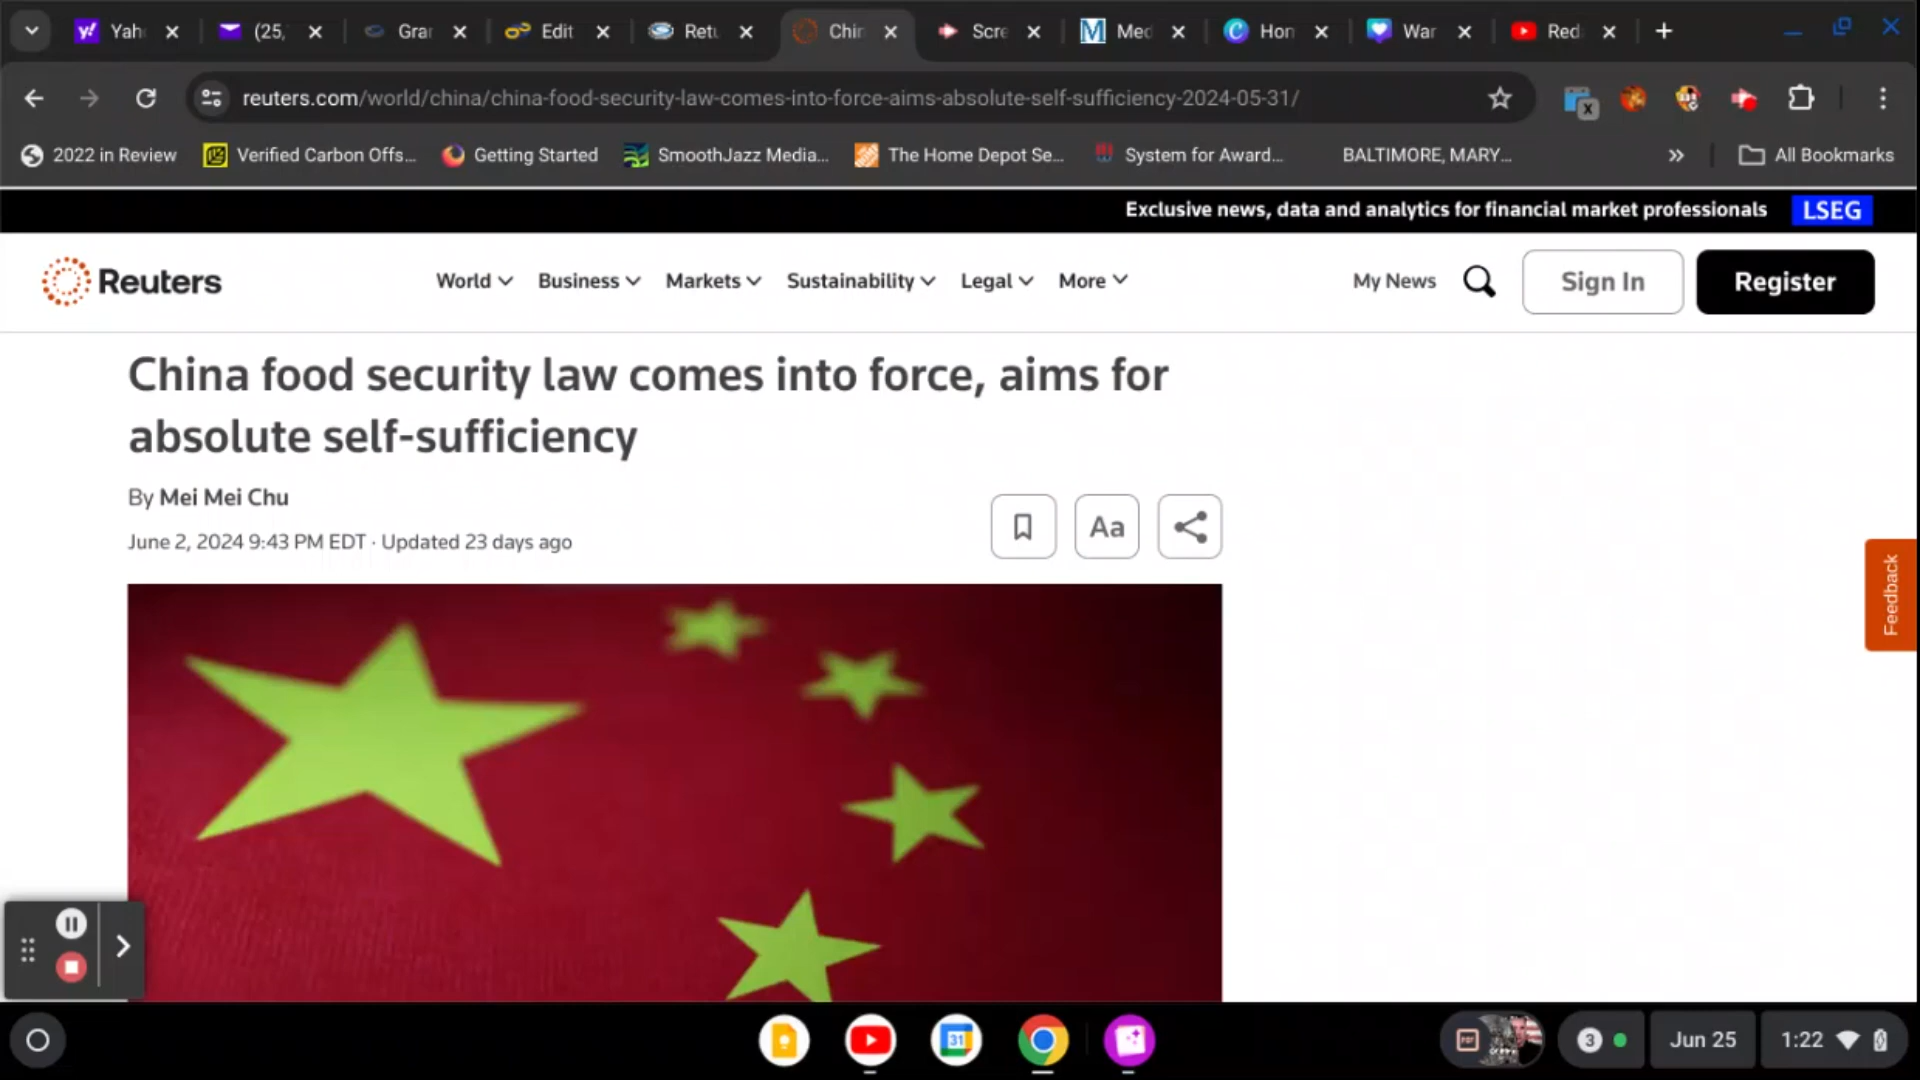 Yah
(25,
Gran
Edit
Retu
Chin
Scre
Mec
Hon
War
Red
reuters.com/world/china/china-food-security-law-comes-into-force-aims-absolute-self-sufficiency-2024-05-31/
2022 in Review
Verified Carbon Offs...
Getting Started
SmoothJazz Media...
The Home Depot Se...
System for Award...
BALTIMORE, MARY...
All Bookmarks
Exclusive news, data and analytics for financial market professionals LSEG
Reuters
World
Business
Markets
Sustainability
Legal
More
My News
Sign In
Register
China food security law comes into force, aims for
absolute self-sufficiency
By Mei Mei Chu
June 2, 2024 9:43 PM EDT · Updated 23 days ago
Aa
Feedback
31
3
Jun 25
1:22